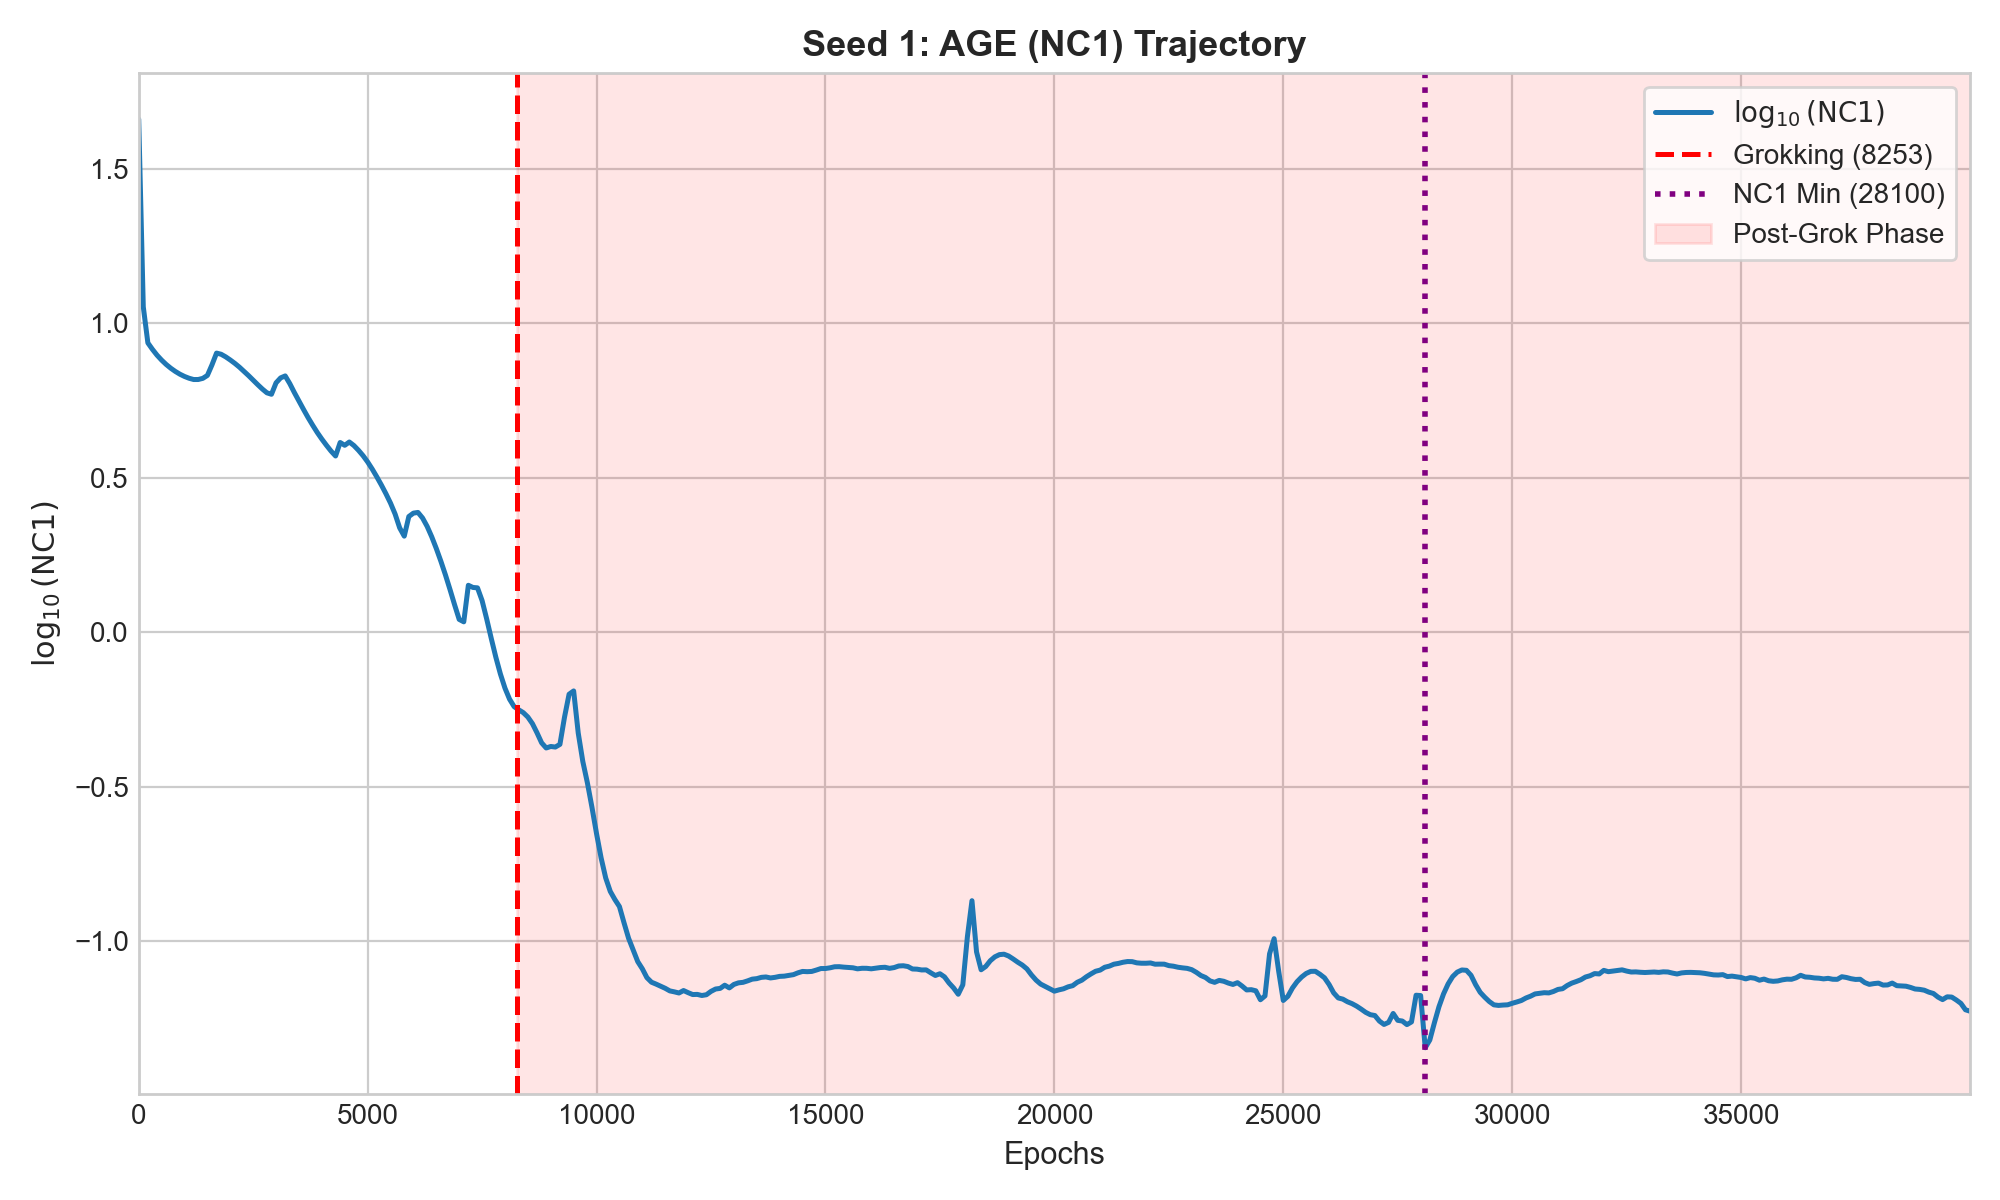 Seed 1: AGE (NC1) Trajectory
log₁₀ (NC1)
Grokking (8253)
NC1 Min (28100)
Post-Grok Phase
1.5
1.0
0.5
0.0
−0.5
−1.0
log₁₀ (NC1)
0 5000 10000 15000 20000 25000 30000 35000
Epochs